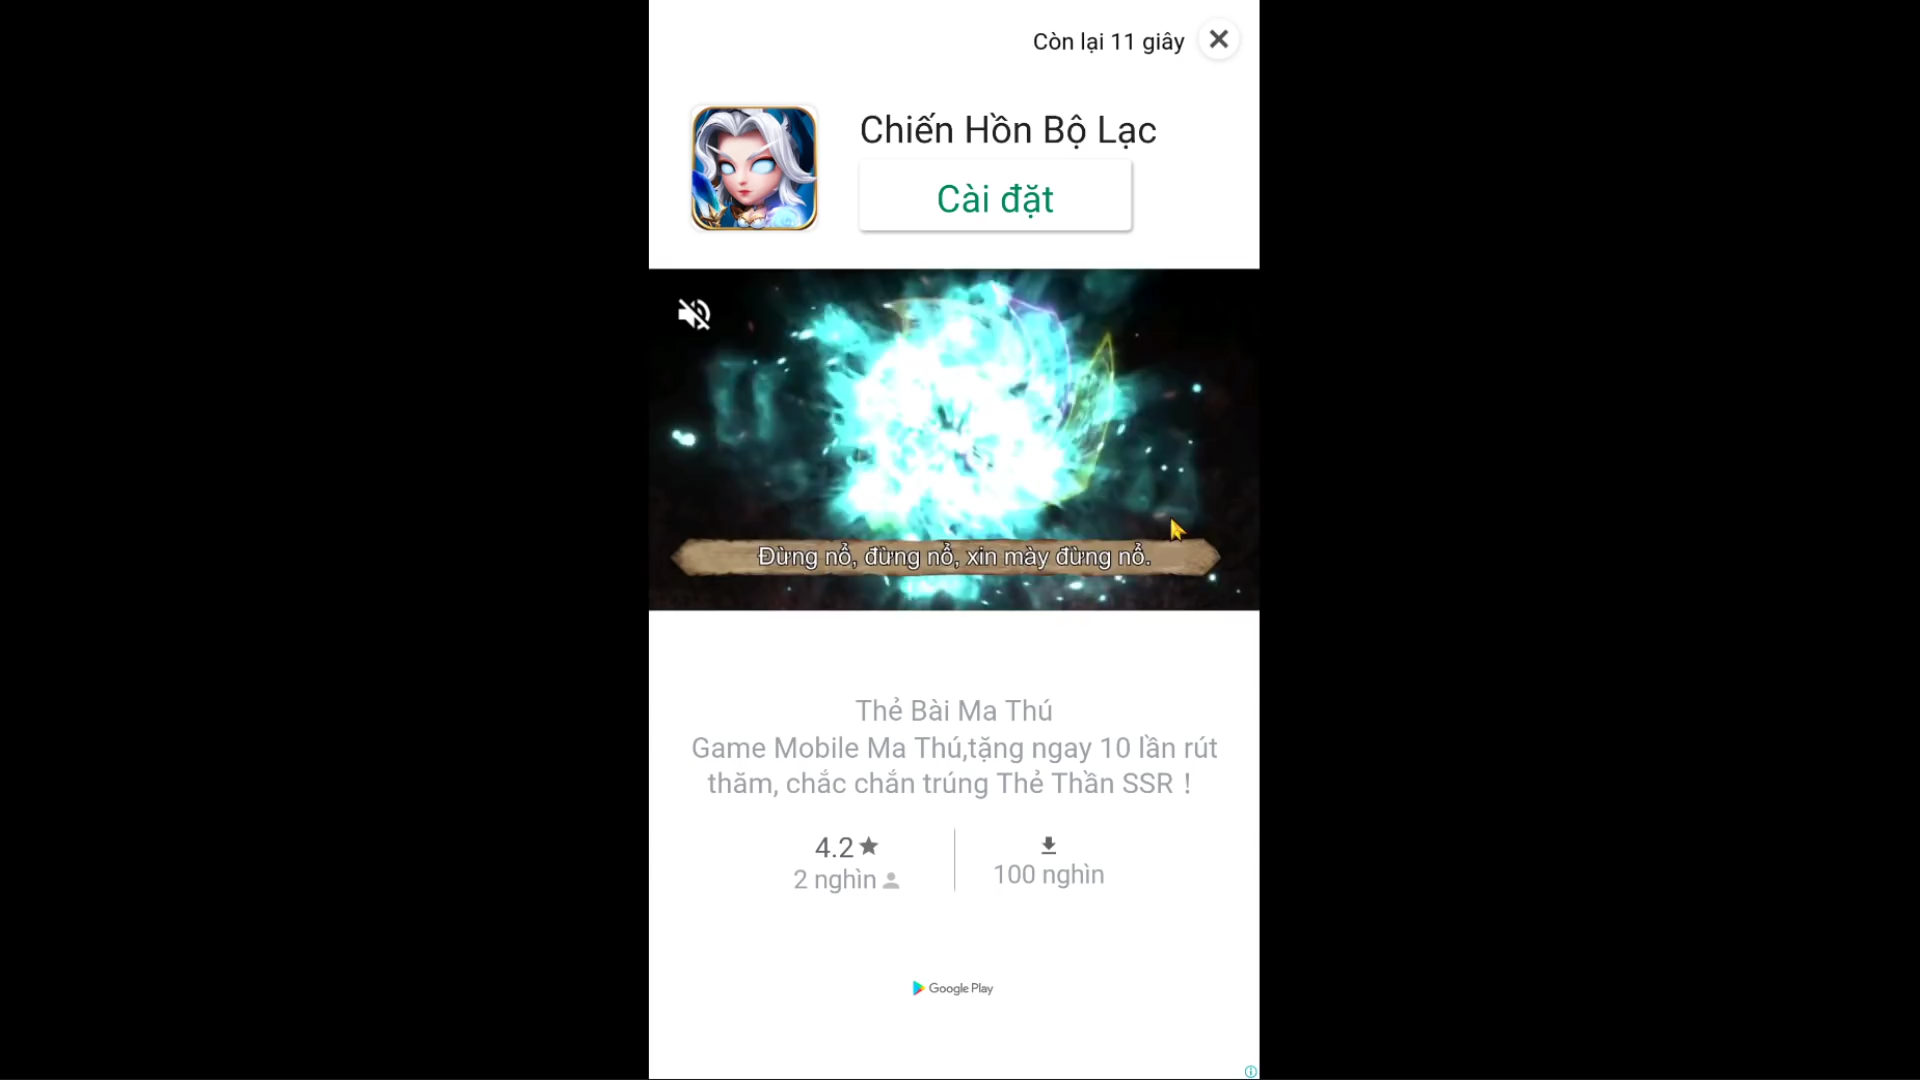 Còn lại 11 giây
Chiến Hồn Bộ Lạc
Cài đặt
Đừng nổ, đừng nổ, xin mày đừng nổ.
Thẻ Bài Ma Thú
Game Mobile Ma Thú,tặng ngay 10 lần rút
thăm, chắc chắn trúng Thẻ Thần SSR！
4.2★
2 nghìn
100 nghìn
Google Play